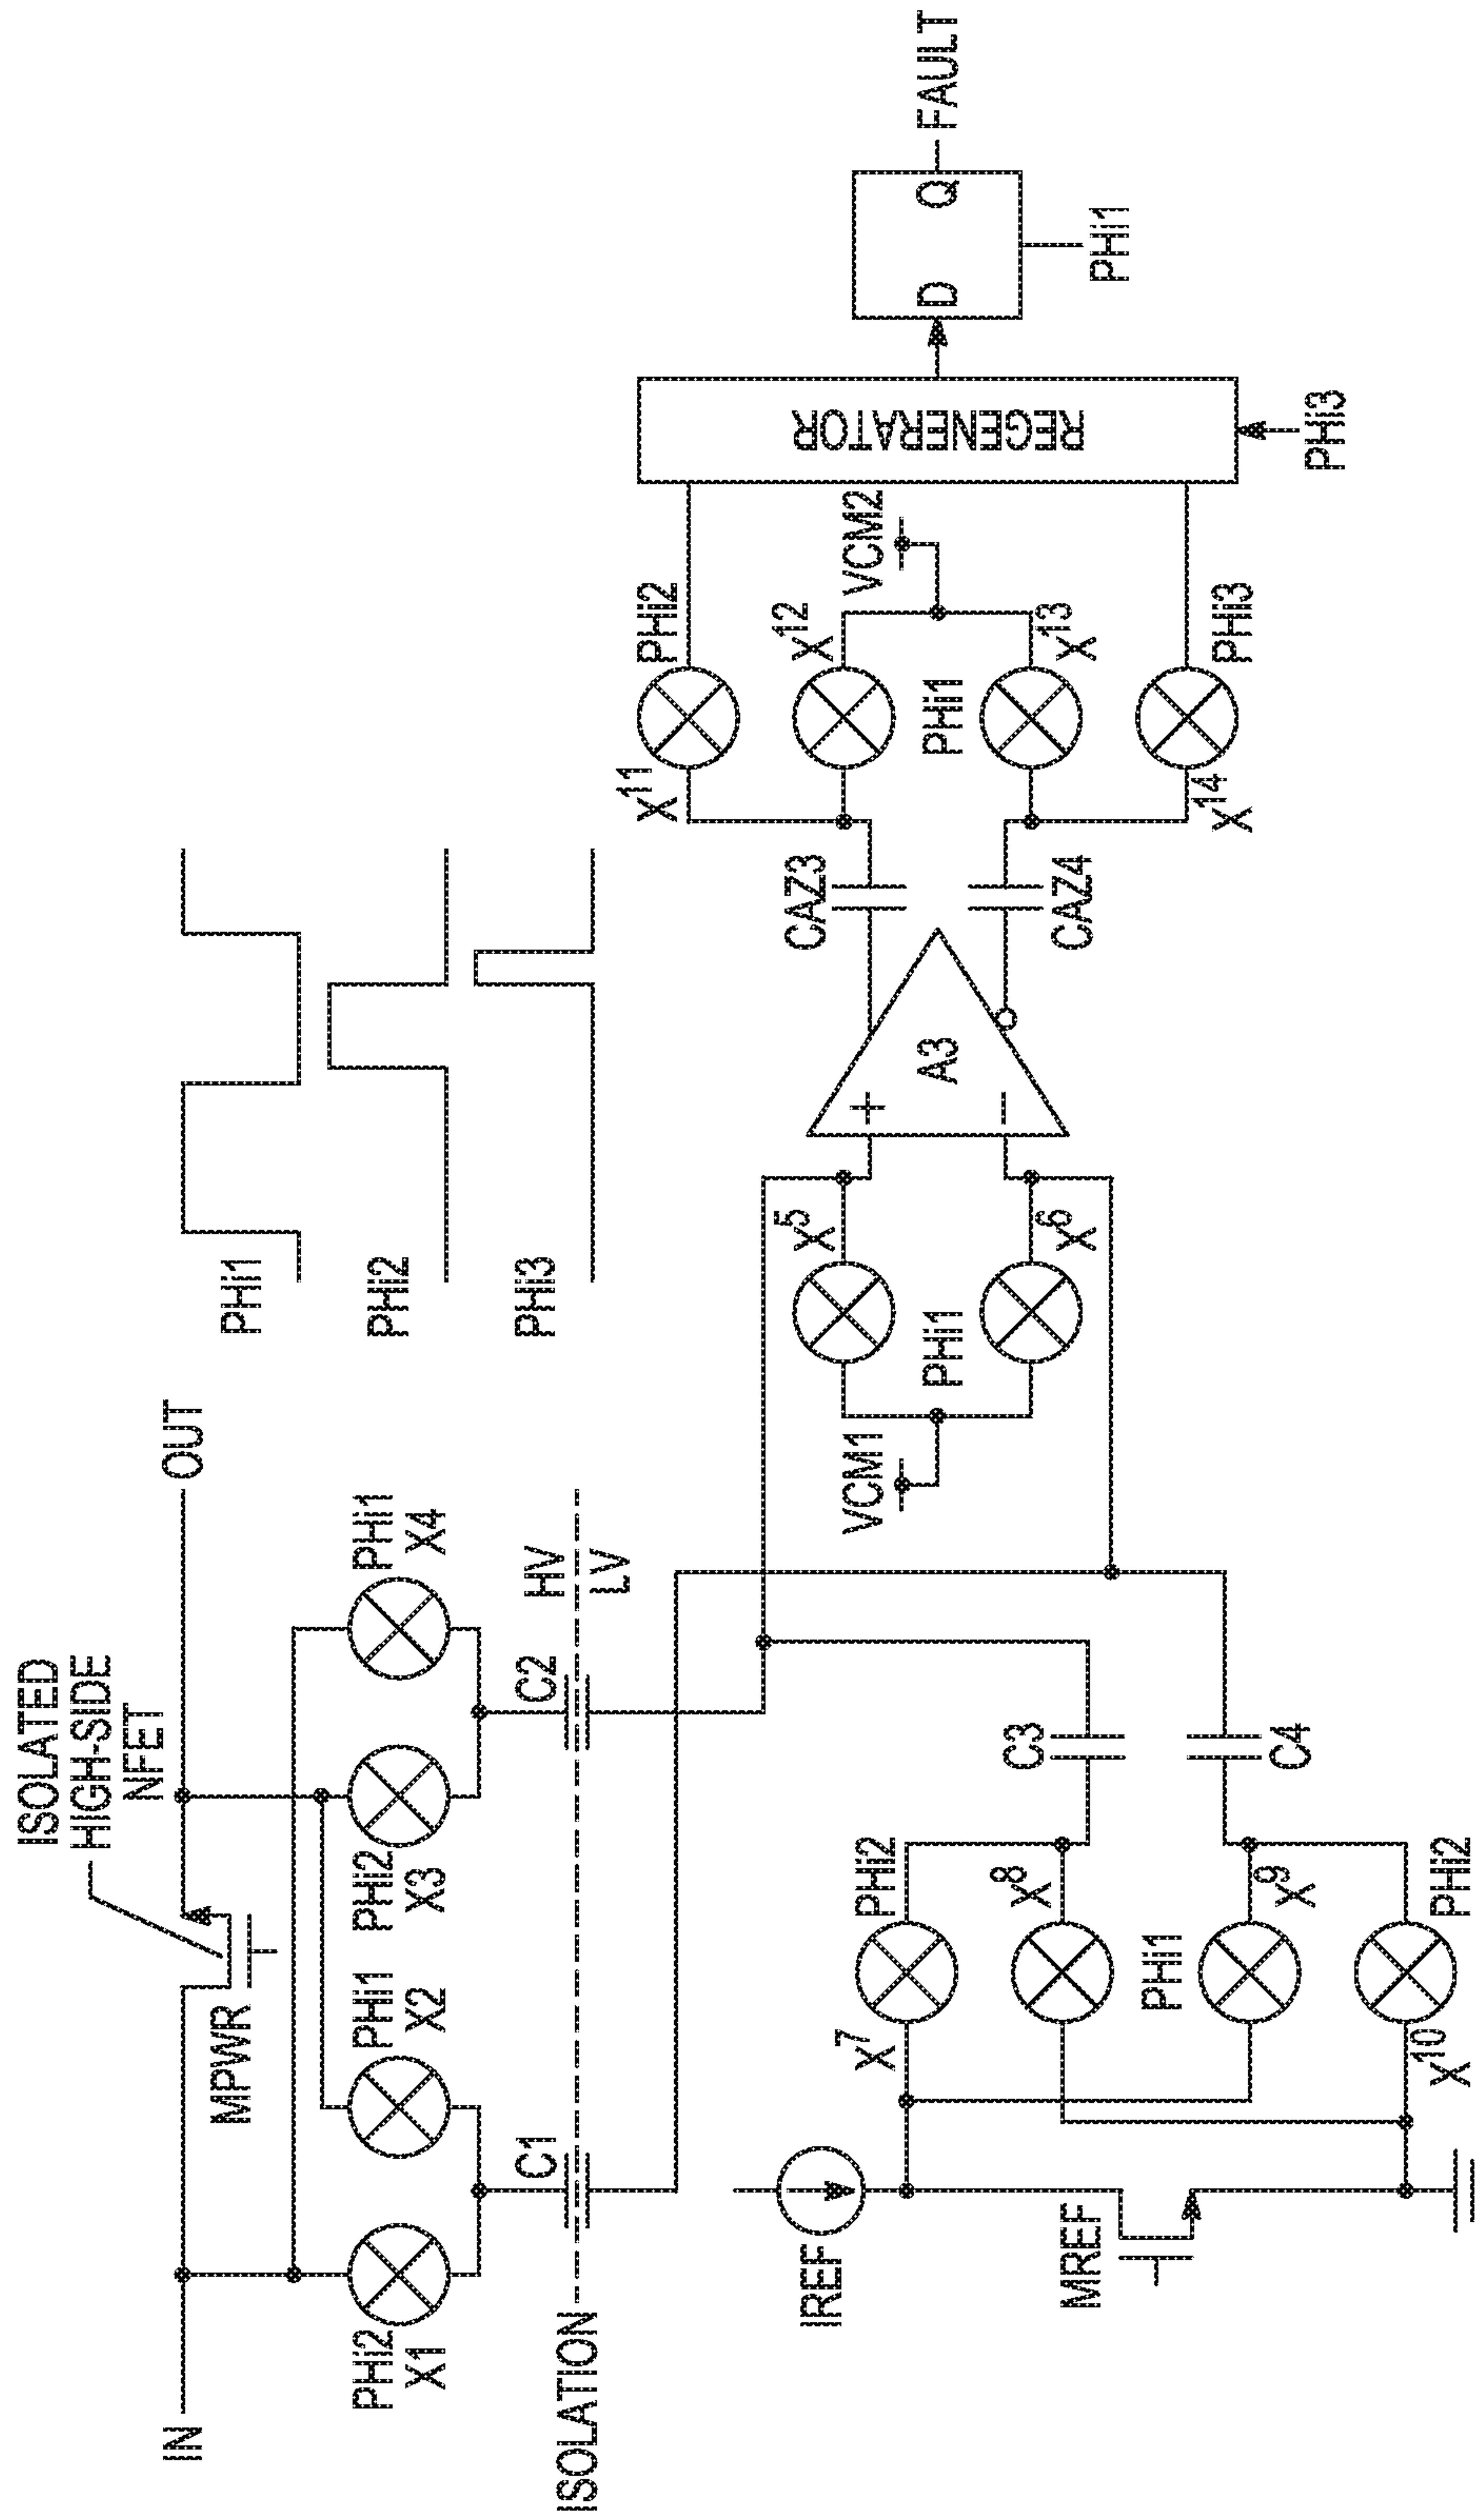 ISOLATED
HIGH-SIDE
NFET
IN
MPWR
OUT
PHi2
X1
PHi1
X2
PHi2
X3
PHi1
X4
C1
C2
ISOLATION
HV
LV
PHi1
PHi2
PHi3
IREF
MREF
X7
PHi2
X8
PHi1
X9
X10
PHi2
C3
C4
VCM1
X5
PHi1
X6
+
−
A3
CAZ3
CAZ4
X11
PHi2
X12
PHi1
X13
X14
PHi3
VCM2
REGENERATOR
PHi3
D
Q
PHi1
FAULT